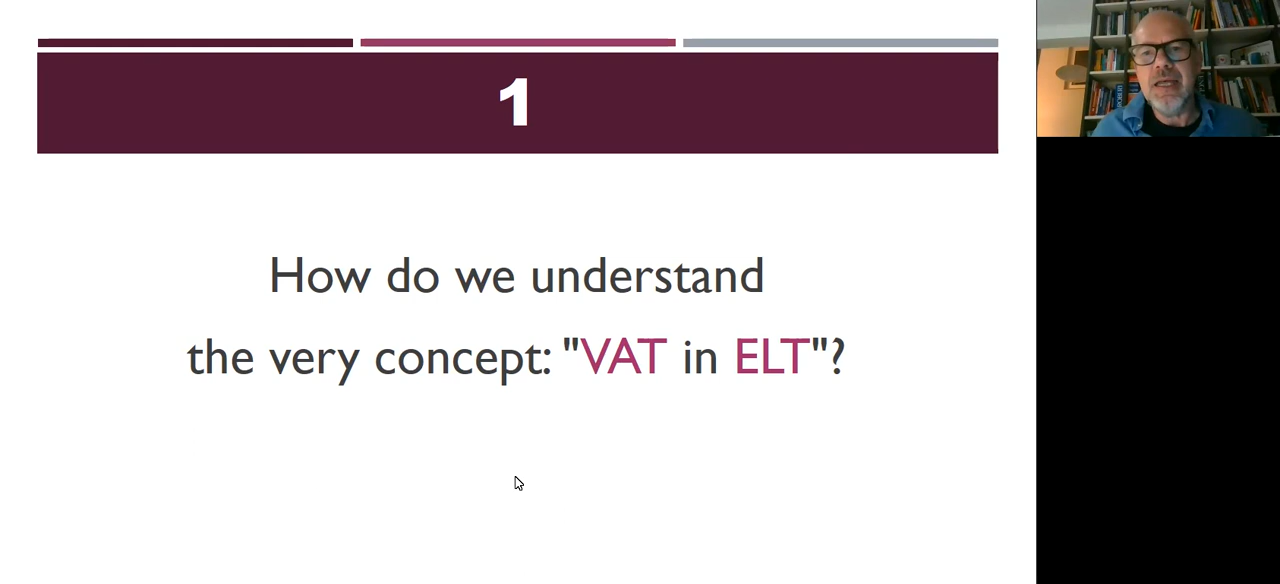 1
How do we understand
the very concept: "VAT in ELT"?